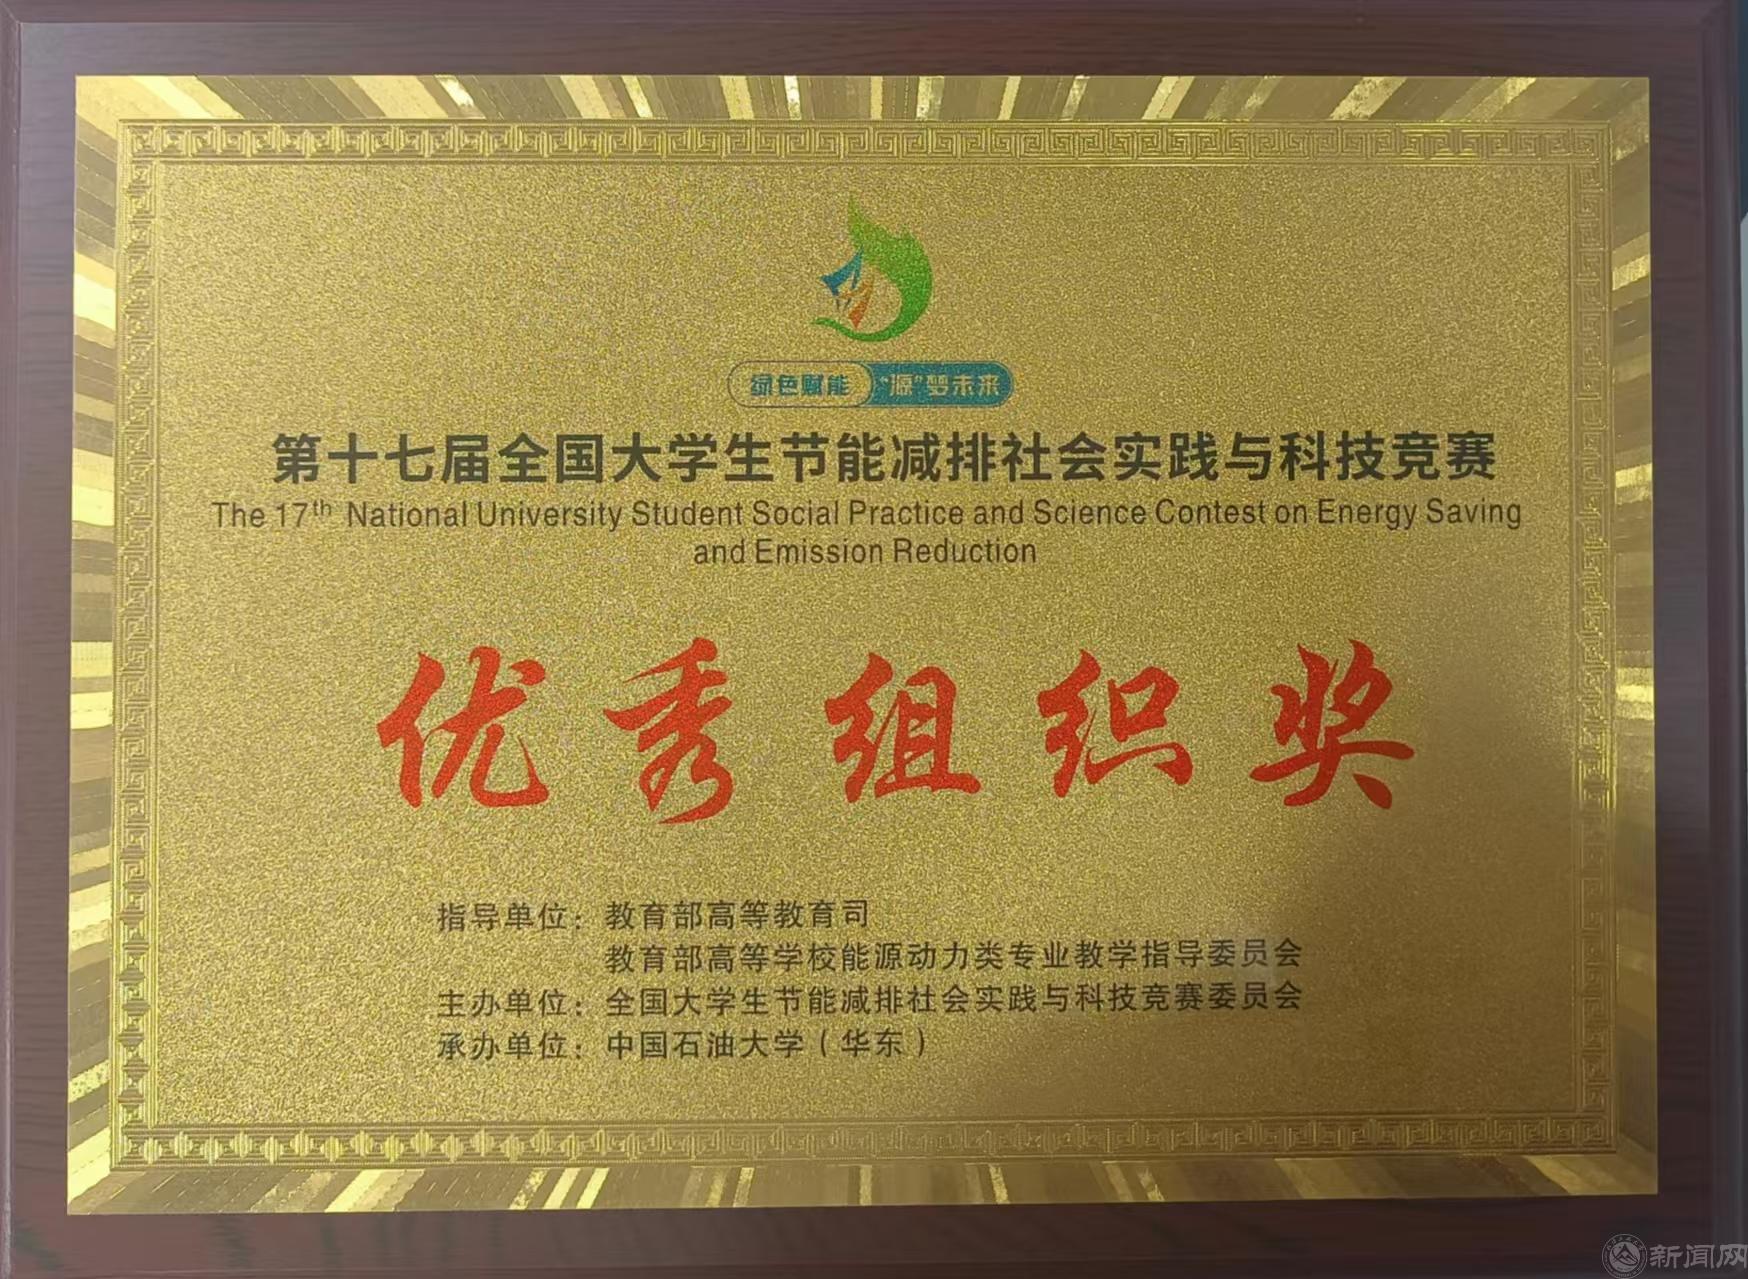 绿色赋能 “源”梦未来
第十七届全国大学生节能减排社会实践与科技竞赛
The 17th National University Student Social Practice and Science Contest on Energy Saving
and Emission Reduction
优秀组织奖
指导单位：教育部高等教育司
教育部高等学校能源动力类专业教学指导委员会
主办单位：全国大学生节能减排社会实践与科技竞赛委员会
承办单位：中国石油大学（华东）
新闻网